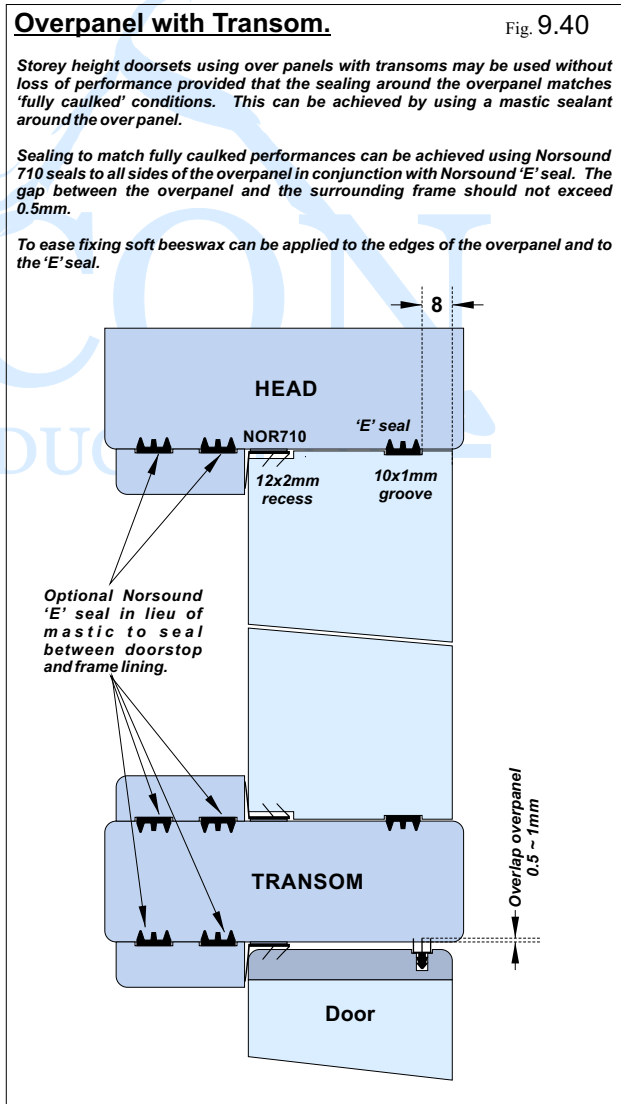 Overpanel with Transom.
Fig. 9.40
Storey height doorsets using over panels with transoms may be used without
loss of performance provided that the sealing around the overpanel matches
‘fully caulked’ conditions. This can be achieved by using a mastic sealant
around the over panel.
Sealing to match fully caulked performances can be achieved using Norsound
710 seals to all sides of the overpanel in conjunction with Norsound ‘E’ seal. The
gap between the overpanel and the surrounding frame should not exceed
0.5mm.
To ease fixing soft beeswax can be applied to the edges of the overpanel and to
the ‘E’ seal.
8
HEAD
‘E’ seal
NOR710
12x2mm
recess
10x1mm
groove
Optional Norsound
‘E’ seal in lieu of
mastic to seal
between doorstop
and frame lining.
Overlap overpanel
0.5 ~ 1mm
TRANSOM
Door
CON
DUC